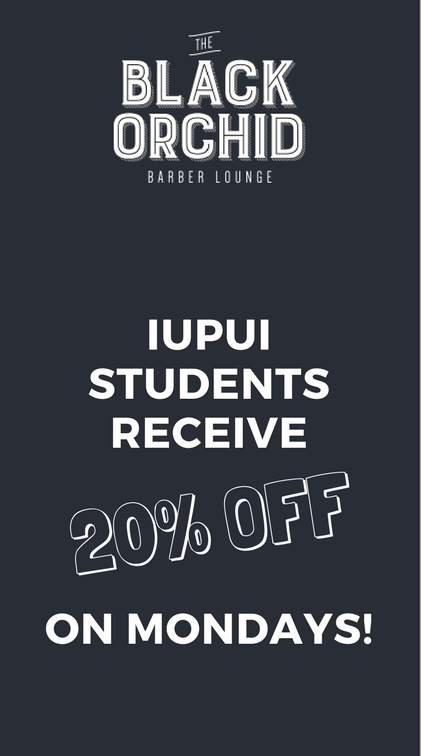 THE
BLACK
ORCHID
BARBER LOUNGE
IUPUI
STUDENTS
RECEIVE
20% OFF
ON MONDAYS!